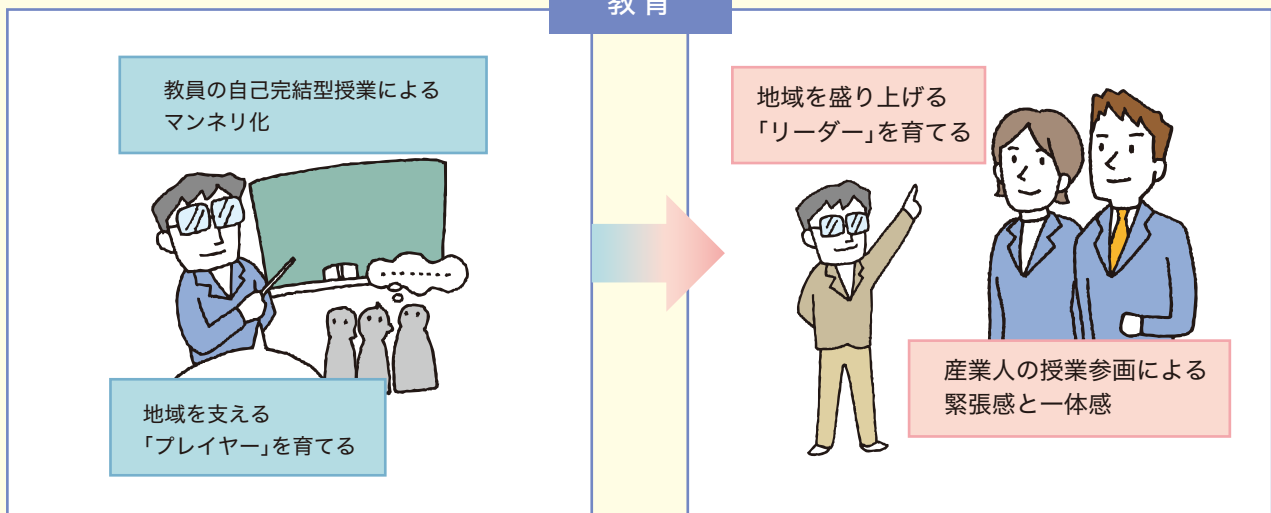 教育
教員の自己完結型授業による
マンネリ化
………
地域を支える
「プレイヤー」を育てる
地域を盛り上げる
「リーダー」を育てる
産業人の授業参画による
緊張感と一体感